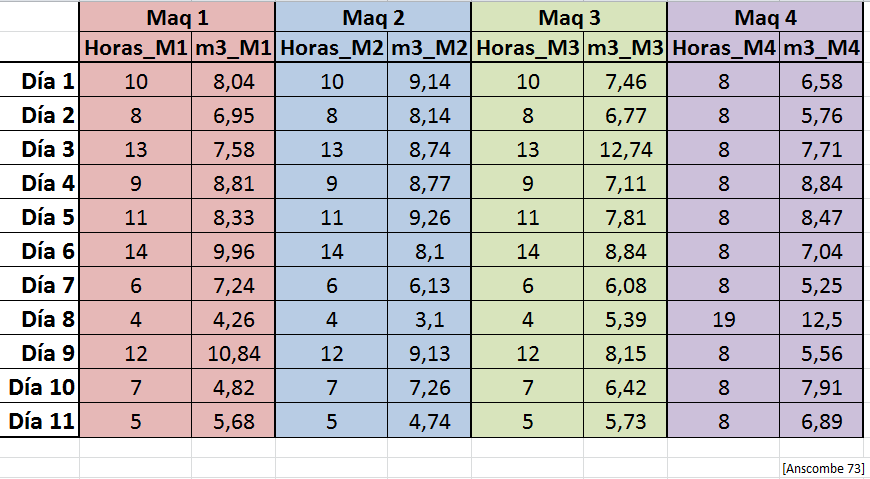 Maq 1 Maq 2 Maq 3 Maq 4
Horas_M1 m3_M1 Horas_M2 m3_M2 Horas_M3 m3_M3 Horas_M4 m3_M4
Día 1 10 8,04 10 9,14 10 7,46 8 6,58
Día 2 8 6,95 8 8,14 8 6,77 8 5,76
Día 3 13 7,58 13 8,74 13 12,74 8 7,71
Día 4 9 8,81 9 8,77 9 7,11 8 8,84
Día 5 11 8,33 11 9,26 11 7,81 8 8,47
Día 6 14 9,96 14 8,1 14 8,84 8 7,04
Día 7 6 7,24 6 6,13 6 6,08 8 5,25
Día 8 4 4,26 4 3,1 4 5,39 19 12,5
Día 9 12 10,84 12 9,13 12 8,15 8 5,56
Día 10 7 4,82 7 7,26 7 6,42 8 7,91
Día 11 5 5,68 5 4,74 5 5,73 8 6,89
[Anscombe 73]